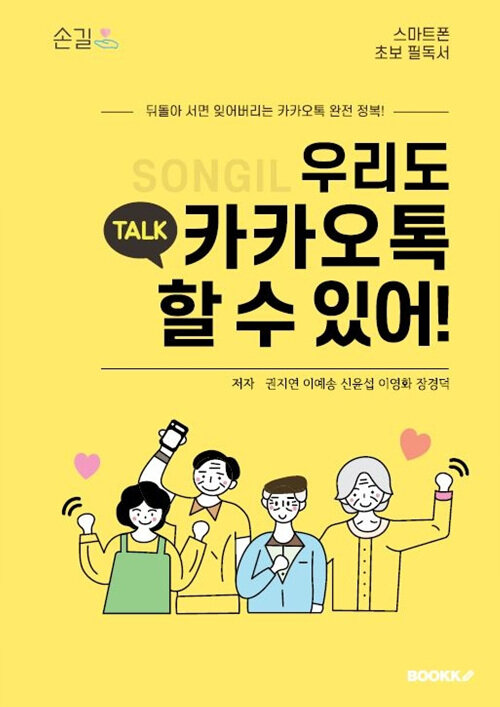 손길
스마트폰
초보 필독서
뒤돌아 서면 잊어버리는 카카오톡 완전 정복!
SONGIL
우리도
TALK
카카오톡
할 수 있어!
저자 권지연 이예송 신윤섭 이영화 장경덕
BOOKK